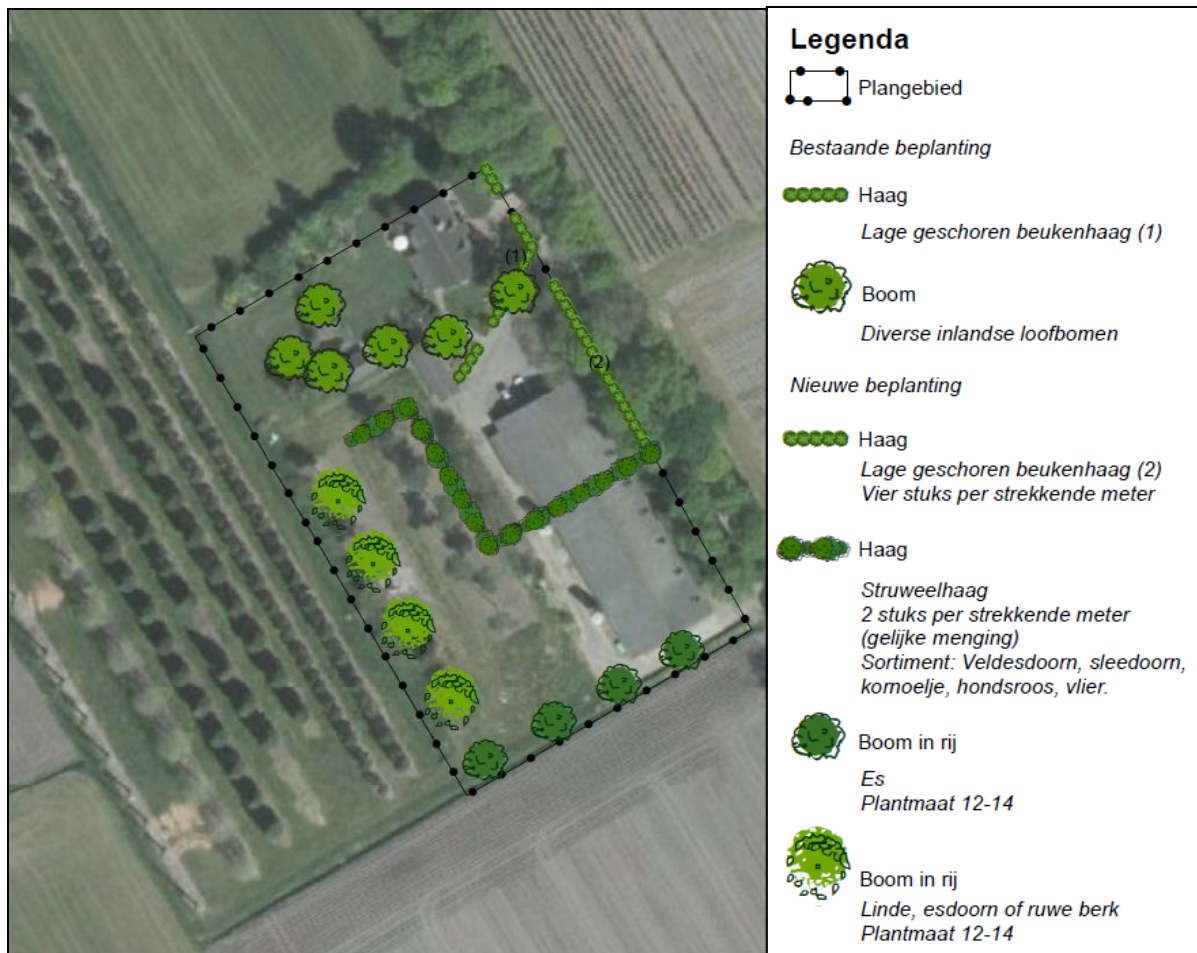 (1)
(2)
Legenda
Plangebied
Bestaande beplanting
Haag
Lage geschoren beukenhaag (1)
Boom
Diverse inlandse loofbomen
Nieuwe beplanting
Haag
Lage geschoren beukenhaag (2)
Vier stuks per strekkende meter
Haag
Struweelhaag
2 stuks per strekkende meter
(gelijke menging)
Sortiment: Veldesdoorn, sleedoorn,
kornoelje, hondsroos, vlier.
Boom in rij
Es
Plantmaat 12-14
Boom in rij
Linde, esdoorn of ruwe berk
Plantmaat 12-14